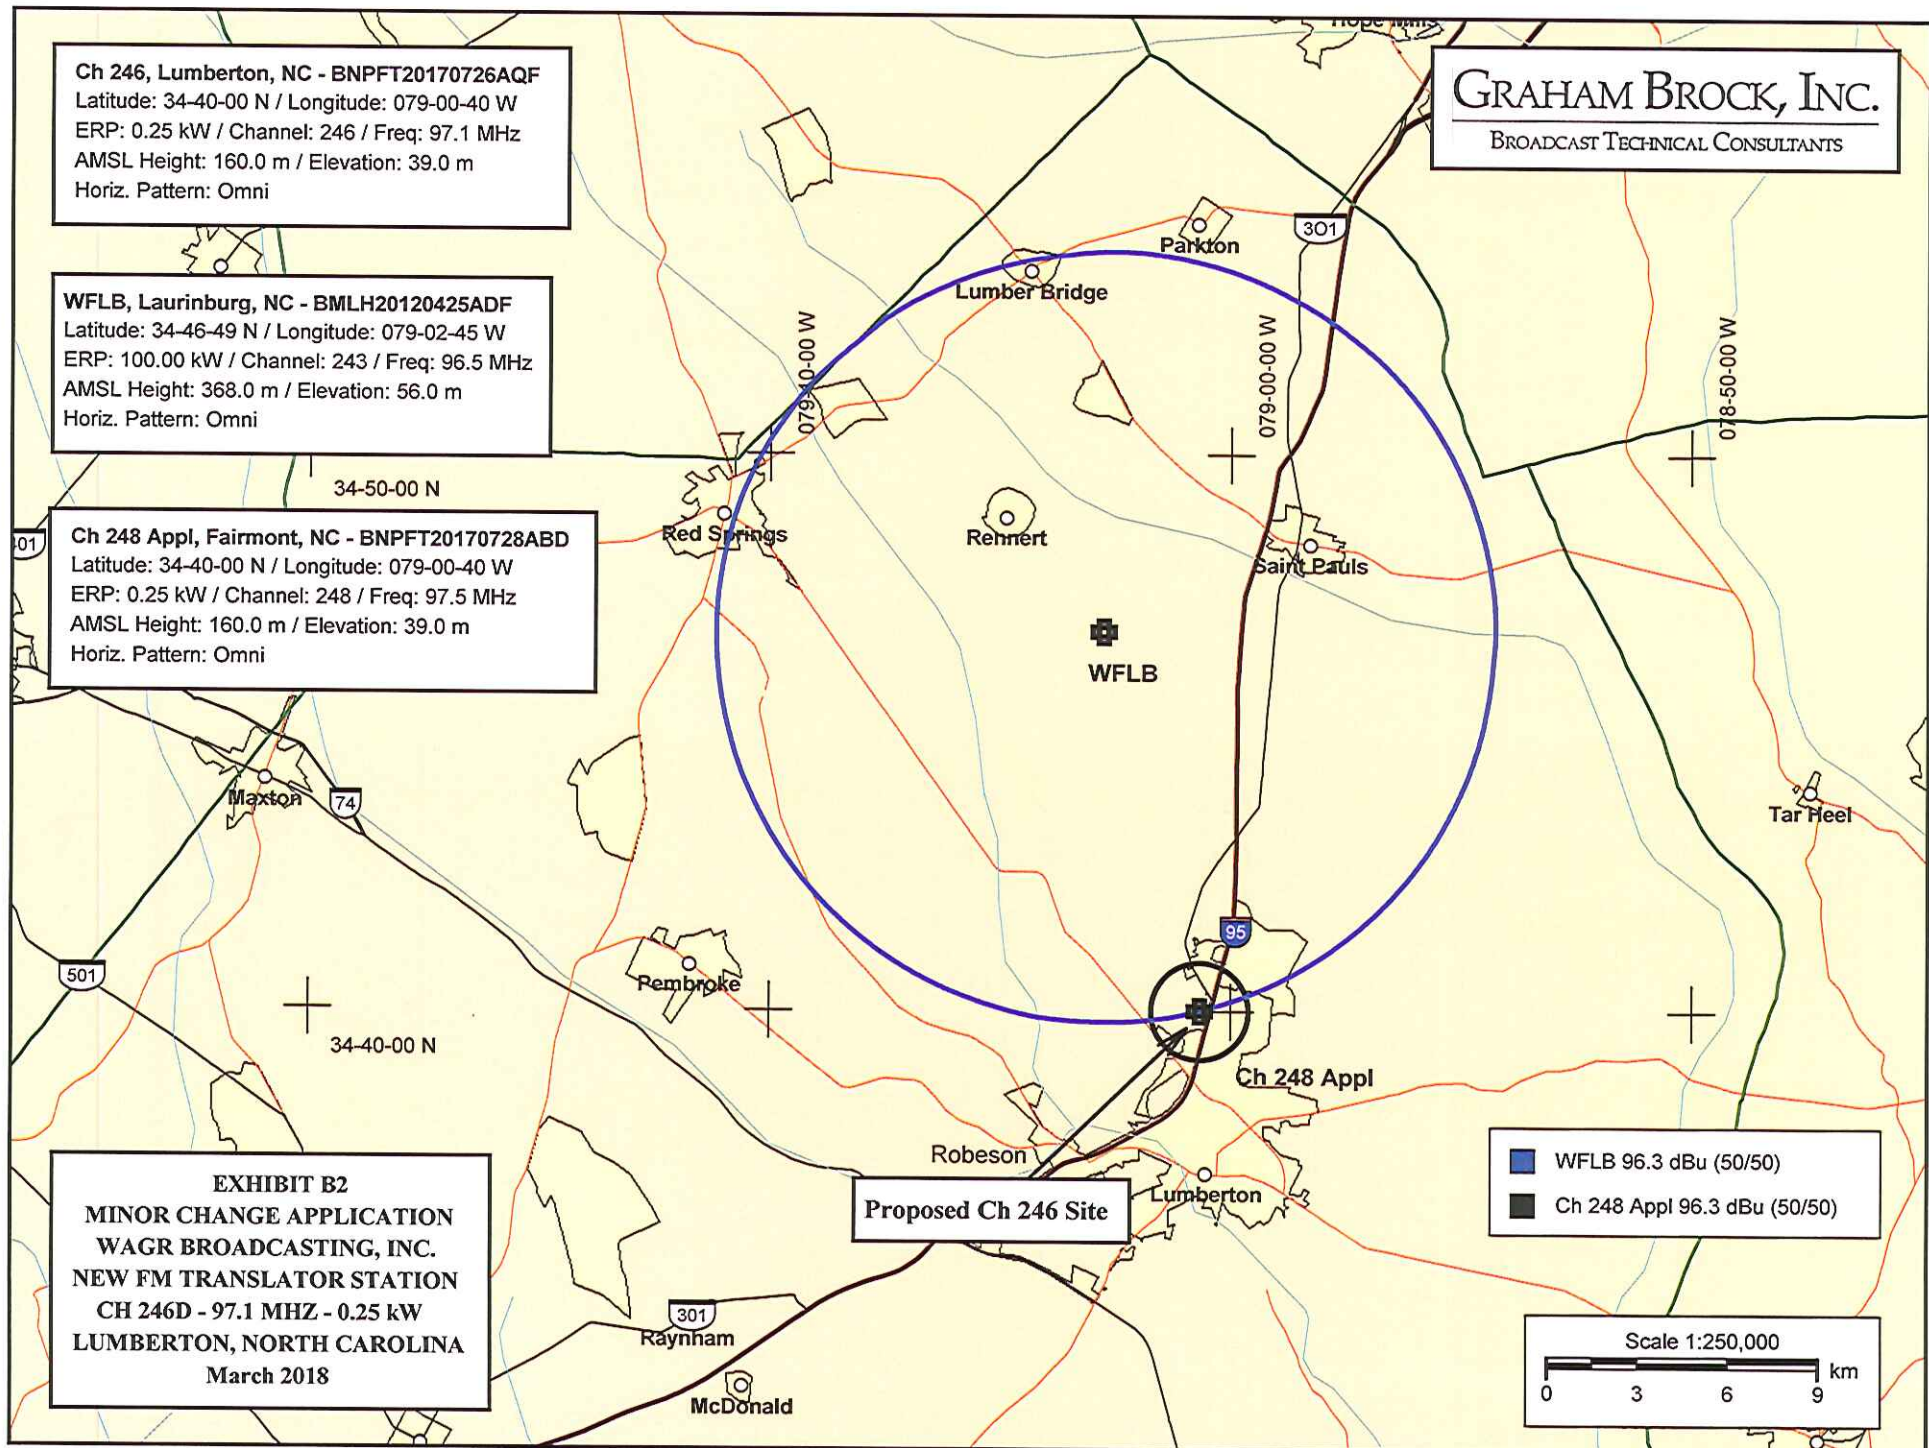 Hope Mills
Ch 246, Lumberton, NC - BNPFT20170726AQF
Latitude: 34-40-00 N / Longitude: 079-00-40 W
ERP: 0.25 kW / Channel: 246 / Freq: 97.1 MHz
AMSL Height: 160.0 m / Elevation: 39.0 m
Horiz. Pattern: Omni
GRAHAM BROCK, INC.
BROADCAST TECHNICAL CONSULTANTS
301
Parkton
Lumber Bridge
WFLB, Laurinburg, NC - BMLH20120425ADF
Latitude: 34-46-49 N / Longitude: 079-02-45 W
ERP: 100.00 kW / Channel: 243 / Freq: 96.5 MHz
AMSL Height: 368.0 m / Elevation: 56.0 m
Horiz. Pattern: Omni
079-10-00 W
079-00-00 W
078-50-00 W
34-50-00 N
Red Springs
Rennert
Saint Pauls
Ch 248 Appl, Fairmont, NC - BNPFT20170728ABD
Latitude: 34-40-00 N / Longitude: 079-00-40 W
ERP: 0.25 kW / Channel: 248 / Freq: 97.5 MHz
AMSL Height: 160.0 m / Elevation: 39.0 m
Horiz. Pattern: Omni
WFLB
Maxton
74
Tar Heel
95
501
Pembroke
34-40-00 N
Ch 248 Appl
Robeson
Proposed Ch 246 Site
Lumberton
WFLB 96.3 dBu (50/50)
Ch 248 Appl 96.3 dBu (50/50)
EXHIBIT B2
MINOR CHANGE APPLICATION
WAGR BROADCASTING, INC.
NEW FM TRANSLATOR STATION
CH 246D - 97.1 MHZ - 0.25 kW
LUMBERTON, NORTH CAROLINA
March 2018
301
Raynham
McDonald
Scale 1:250,000
km
0 3 6 9